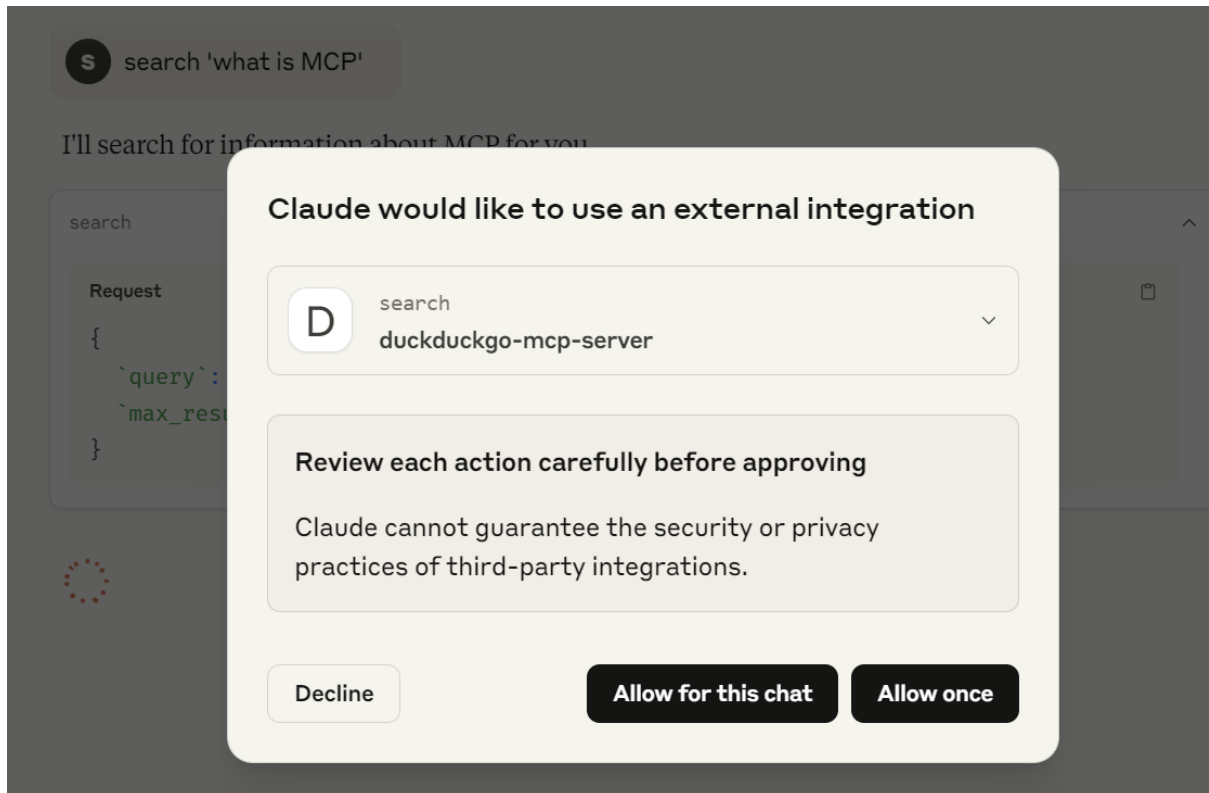 S search 'what is MCP'
I'll search for information about MCP for you
Claude would like to use an external integration
search
Request
{
`query`:
`max_resu
}
D
search
duckduckgo-mcp-server
Review each action carefully before approving
Claude cannot guarantee the security or privacy
practices of third-party integrations.
Decline
Allow for this chat
Allow once